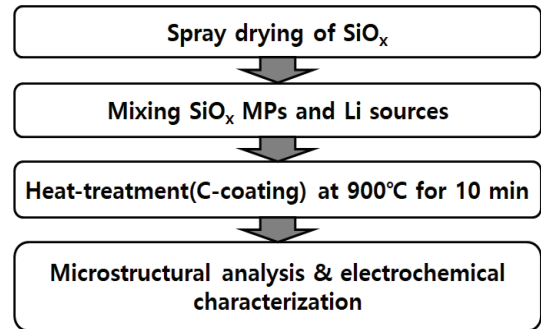 Spray drying of SiOₓ
Mixing SiOₓ MPs and Li sources
Heat-treatment(C-coating) at 900℃ for 10 min
Microstructural analysis & electrochemical
characterization